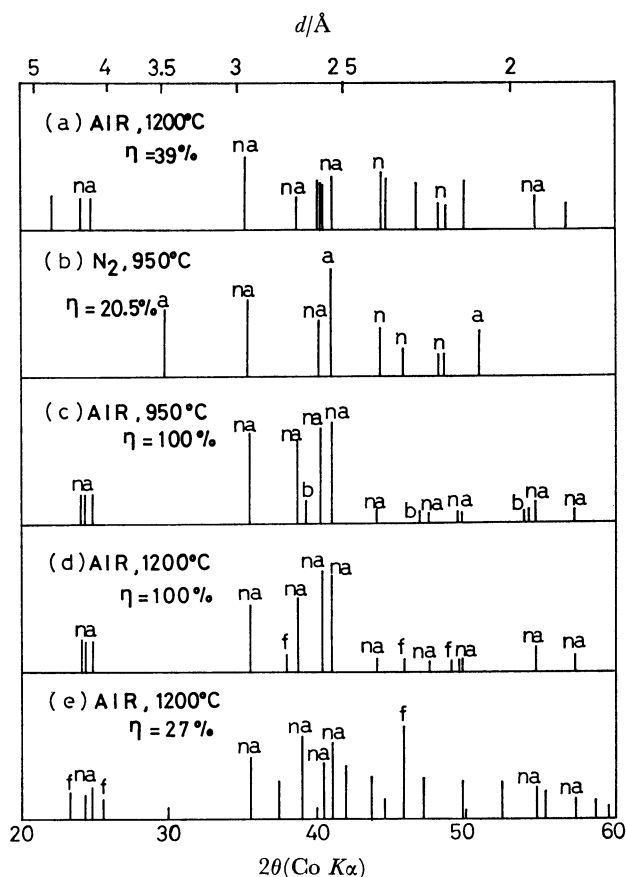 d/Å
5 4 3.5 3 2 5 2
(a) AIR, 1200°C
η =39%
na na na na n n na
(b) N2, 950°C
η = 20.5%
a na na a n n n a
(c) AIR, 950°C
η = 100%
na na na b na na na b na na b na na
(d) AIR, 1200°C
η = 100%
na na f na na na na f na f na na na
(e) AIR, 1200°C
η = 27%
f na f na na na na f na na
20 30 40 50 60
2θ(Co Kα)